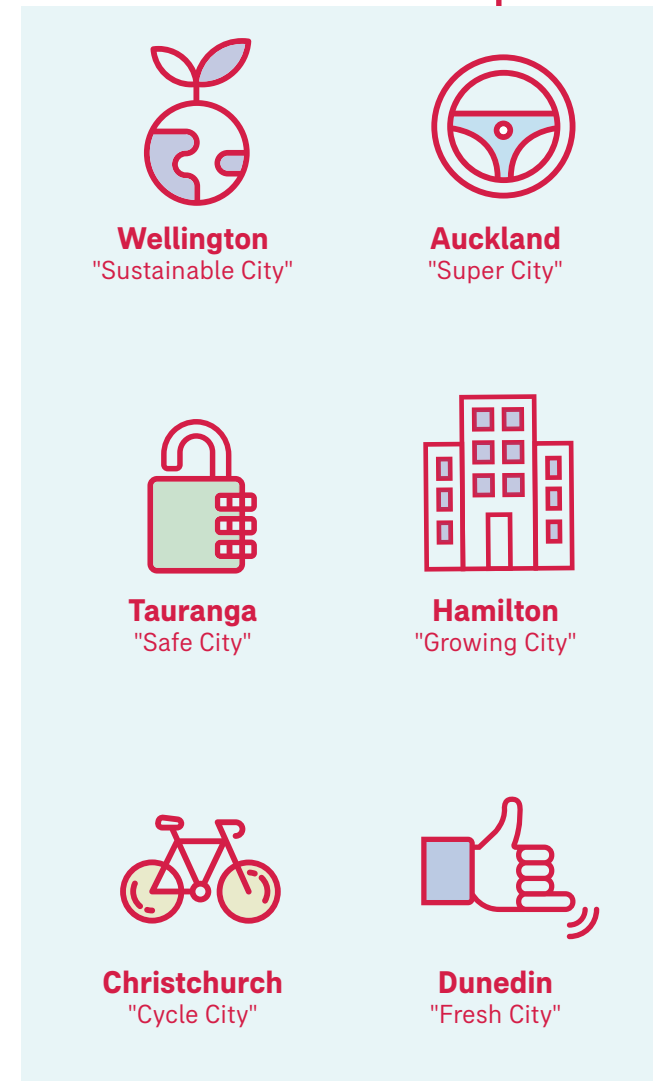 Wellington
"Sustainable City"
Auckland
"Super City"
Tauranga
"Safe City"
Hamilton
"Growing City"
Christchurch
"Cycle City"
Dunedin
"Fresh City"